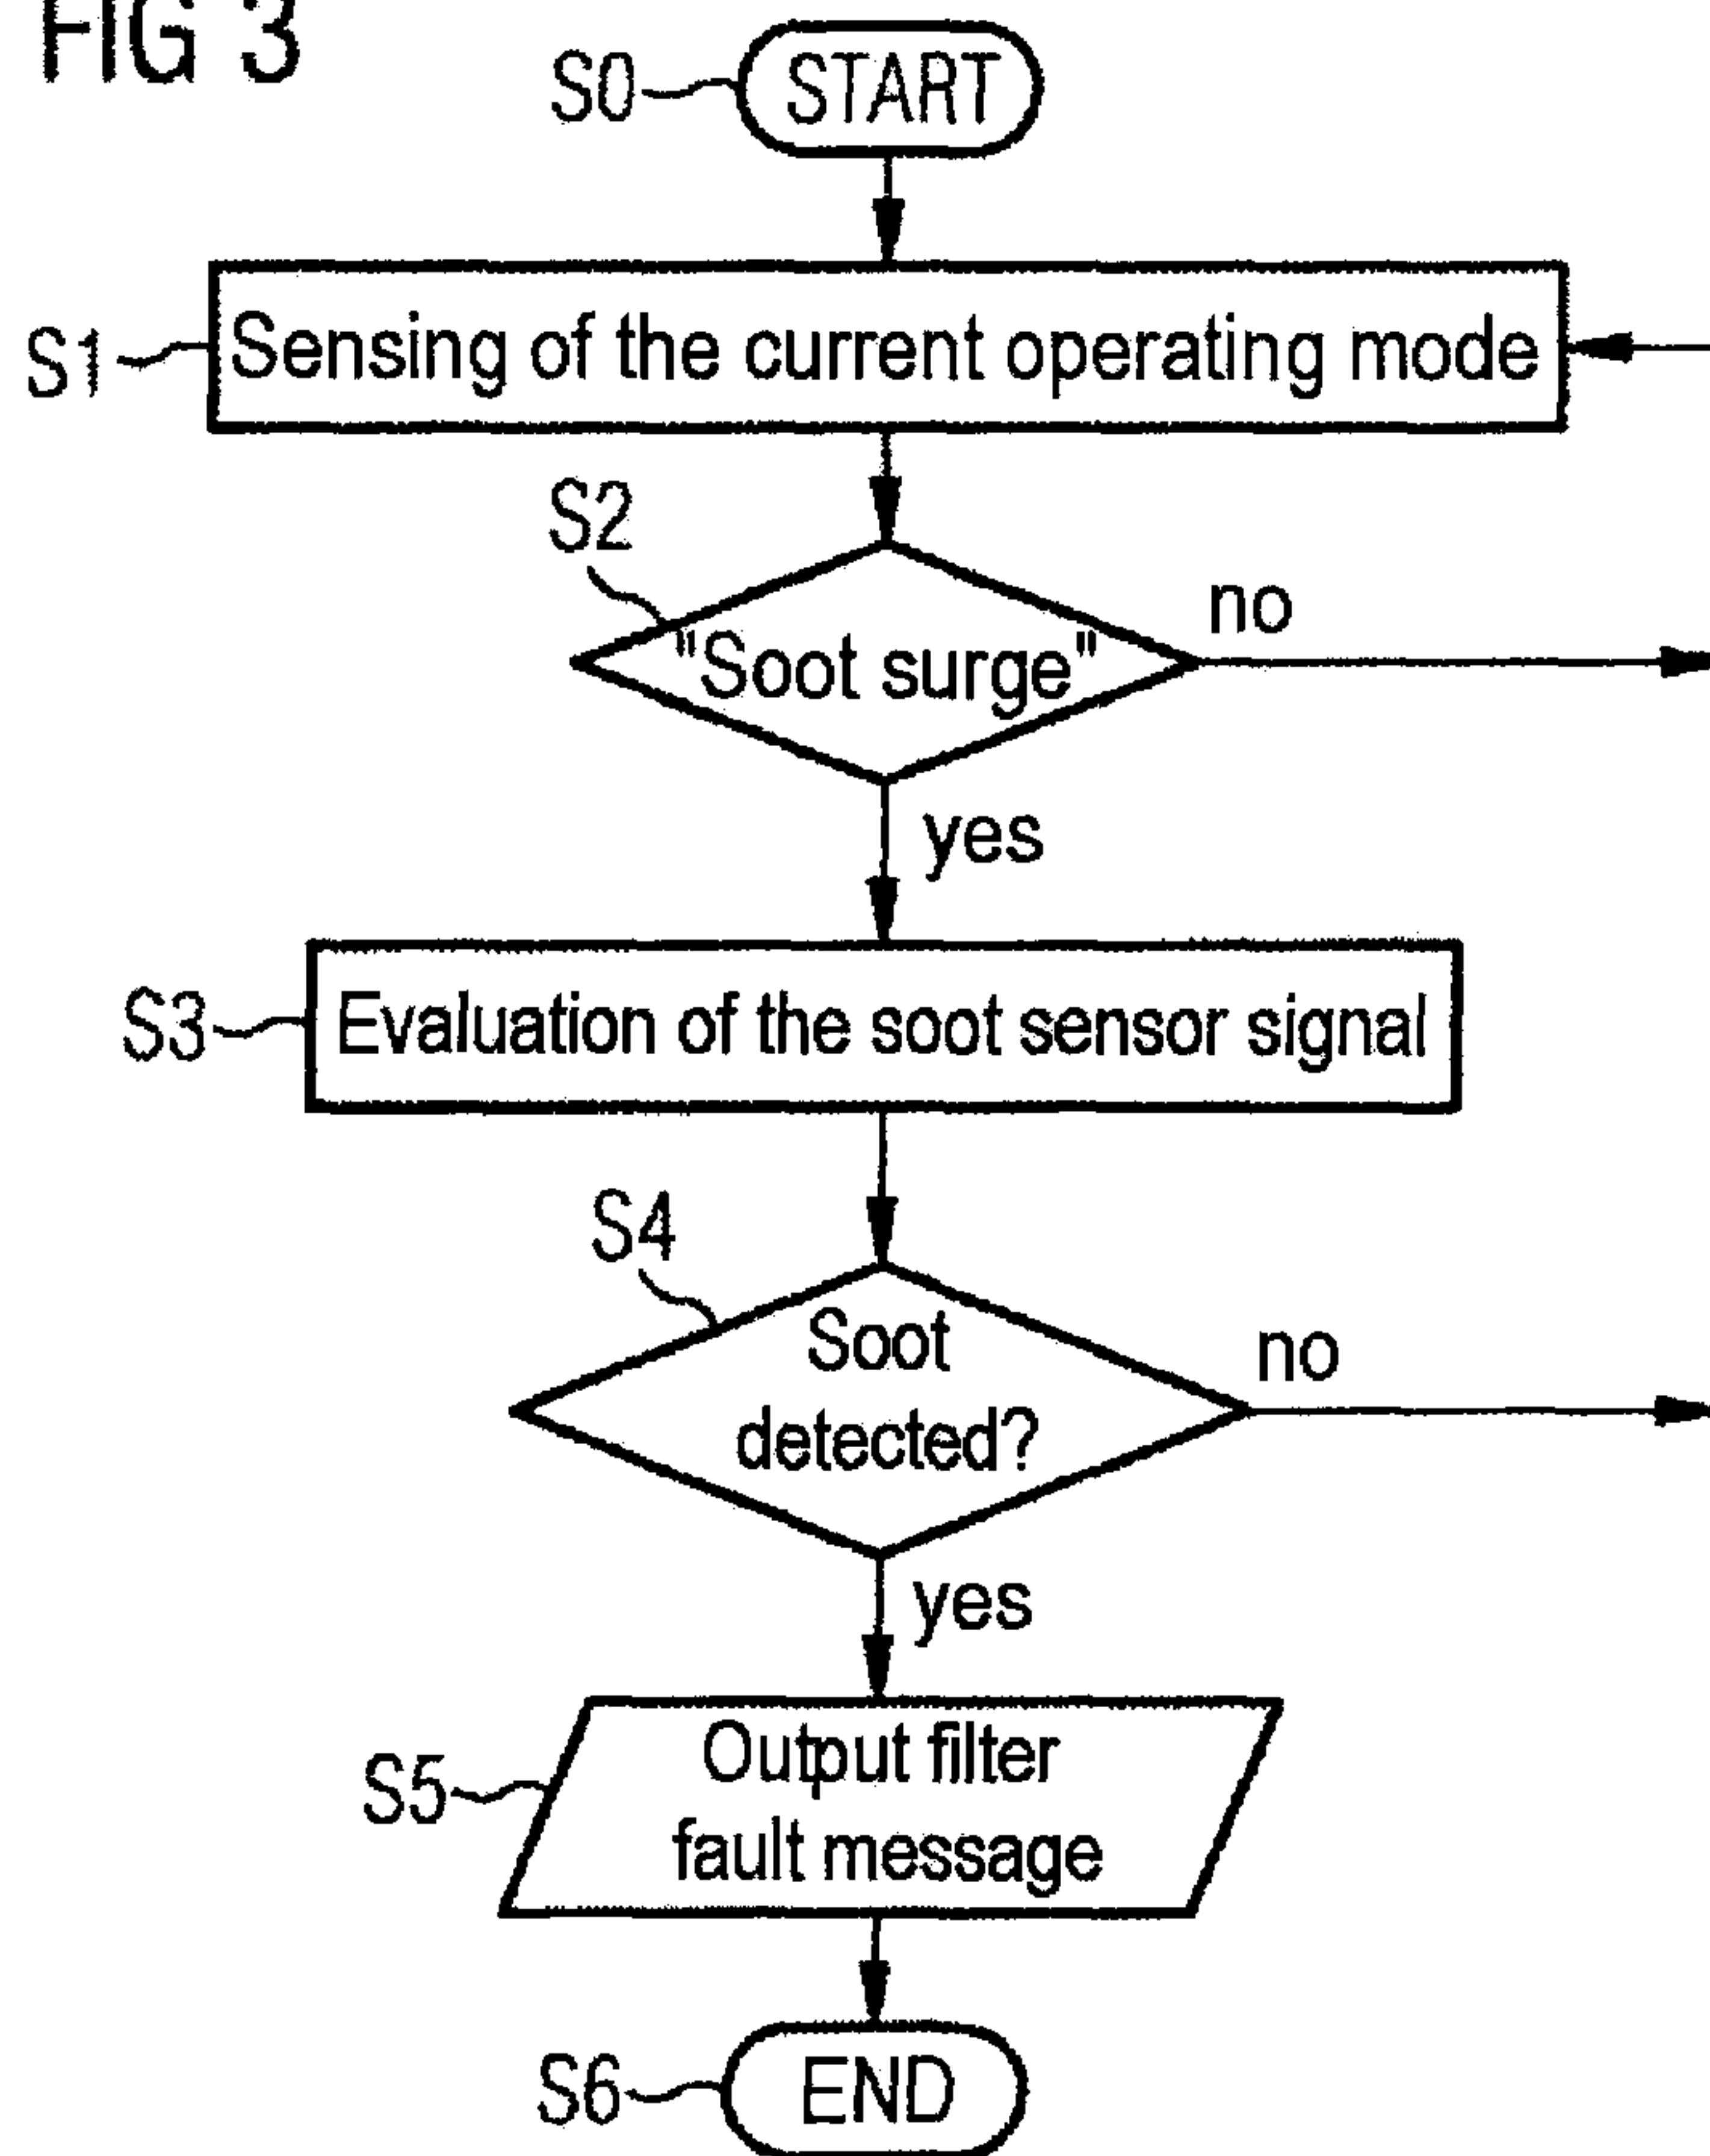 FIG 3
S0 START
S1 Sensing of the current operating mode
S2
"Soot surge"
no
yes
S3 Evaluation of the soot sensor signal
S4
Soot
detected?
no
yes
S5
Output filter
fault message
S6 END